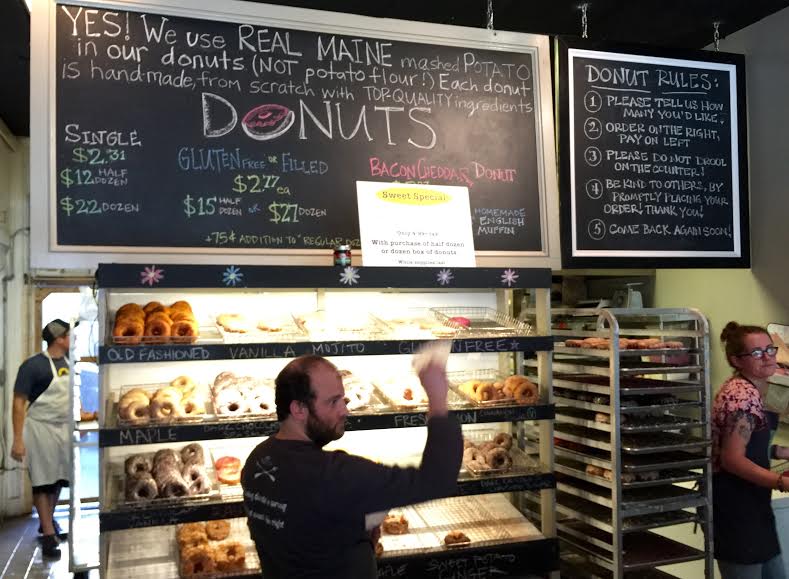 YES! We use REAL MAINE mashed POTATO
in our donuts (NOT potato flour!) Each donut
is hand-made, from scratch with TOP QUALITY ingredients
DONUTS
SINGLE
$2.31
$12 HALF DOZEN
$22 DOZEN
GLUTEN FREE OR FILLED
$2.77 ea
$15 HALF DOZEN OR $27 DOZEN
+75¢ ADDITION TO "REGULAR DOZ
BACON CHEDDAR DONUT
HOMEMADE
ENGLISH
MUFFIN
Sweet Special
With purchase of half dozen
or dozen box of donuts
While supplies last
DONUT RULES:
1 PLEASE TELL US HOW
MANY YOU'D LIKE.
2 ORDER ON THE RIGHT,
PAY ON LEFT
3 PLEASE DO NOT DROOL
ON THE COUNTER!
4 BE KIND TO OTHERS, BY
PROMPTLY PLACING YOUR
ORDER! THANK YOU!
5 COME BACK AGAIN SOON!
OLD FASHIONED
VANILLA
MOJITO
FREE
MAPLE
FRES
SWEET POTATO
GINGER